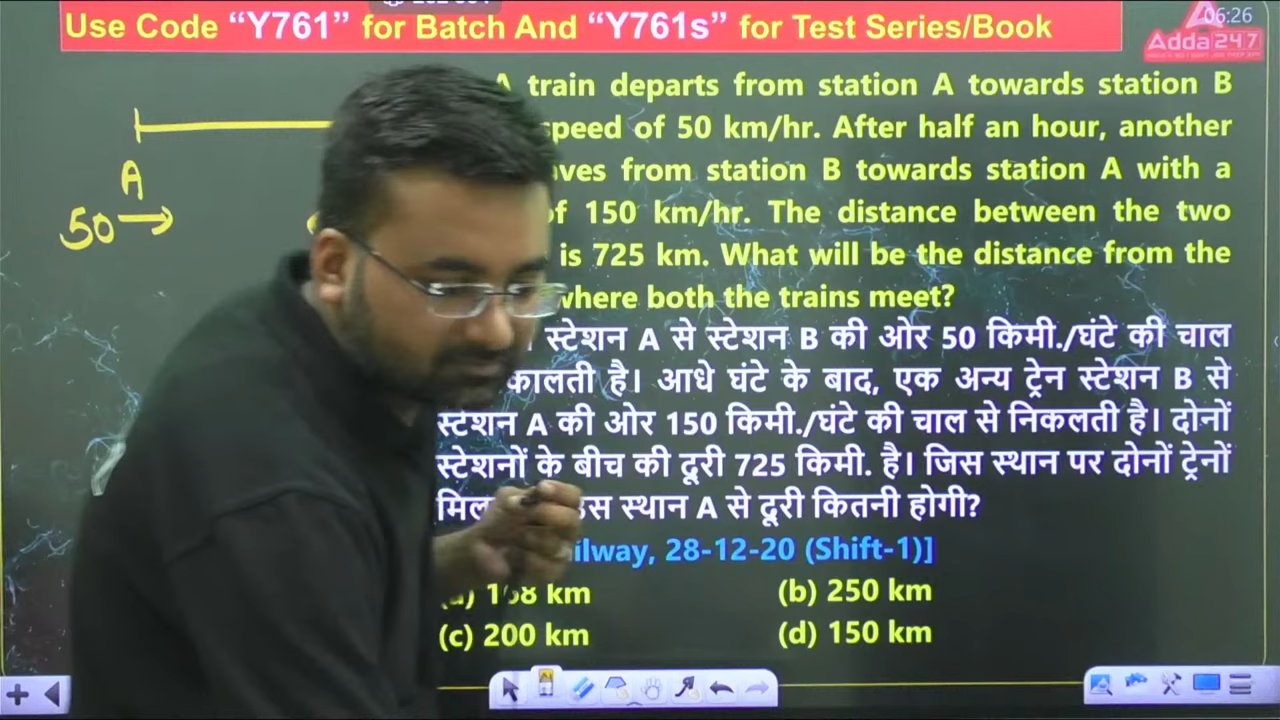 Use Code “Y761” for Batch And “Y761s” for Test Series/Book
06:26
Adda 247
A train departs from station A towards station B
speed of 50 km/hr. After half an hour, another
from station B towards station A with a
150 km/hr. The distance between the two
is 725 km. What will be the distance from the
where both the trains meet?
स्टेशन A से स्टेशन B की ओर 50 किमी./घंटे की चाल
है। आधे घंटे के बाद, एक अन्य ट्रेन स्टेशन B से
स्टेशन A की ओर 150 किमी./घंटे की चाल से निकलती है। दोनों
स्टेशनों के बीच की दूरी 725 किमी. है। जिस स्थान पर दोनों ट्रेनों
स्थान A से दूरी कितनी होगी?
28-12-20 (Shift-1)]
km
(b) 250 km
(c) 200 km
(d) 150 km
A
50